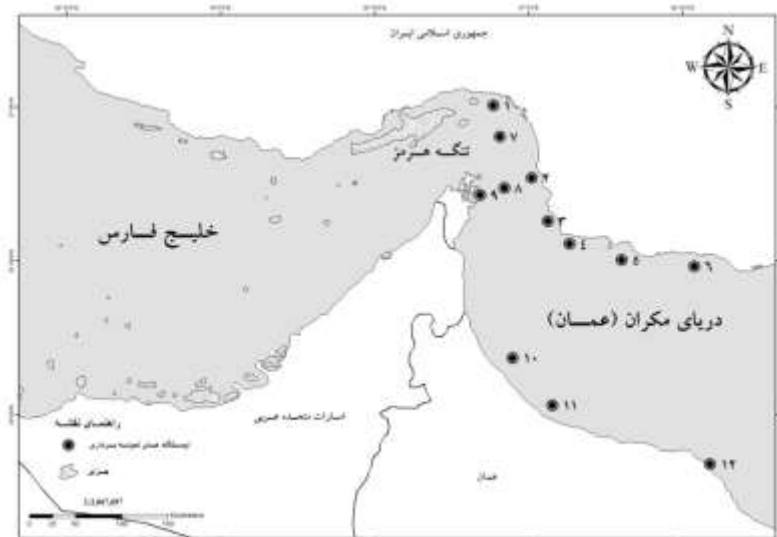 جمهوری اسلامی ایران
N
W E
S
۱
۷
تنگه هرمز
۲
۸
۹
۳
خلیج فارس
۴
۵
۶
دریای مکران (عمان)
۱۰
۱۱
امارات متحده عربی
راهنمای نقشه
ایستگاه های نمونه برداری
جزیره
۱۲
عمان